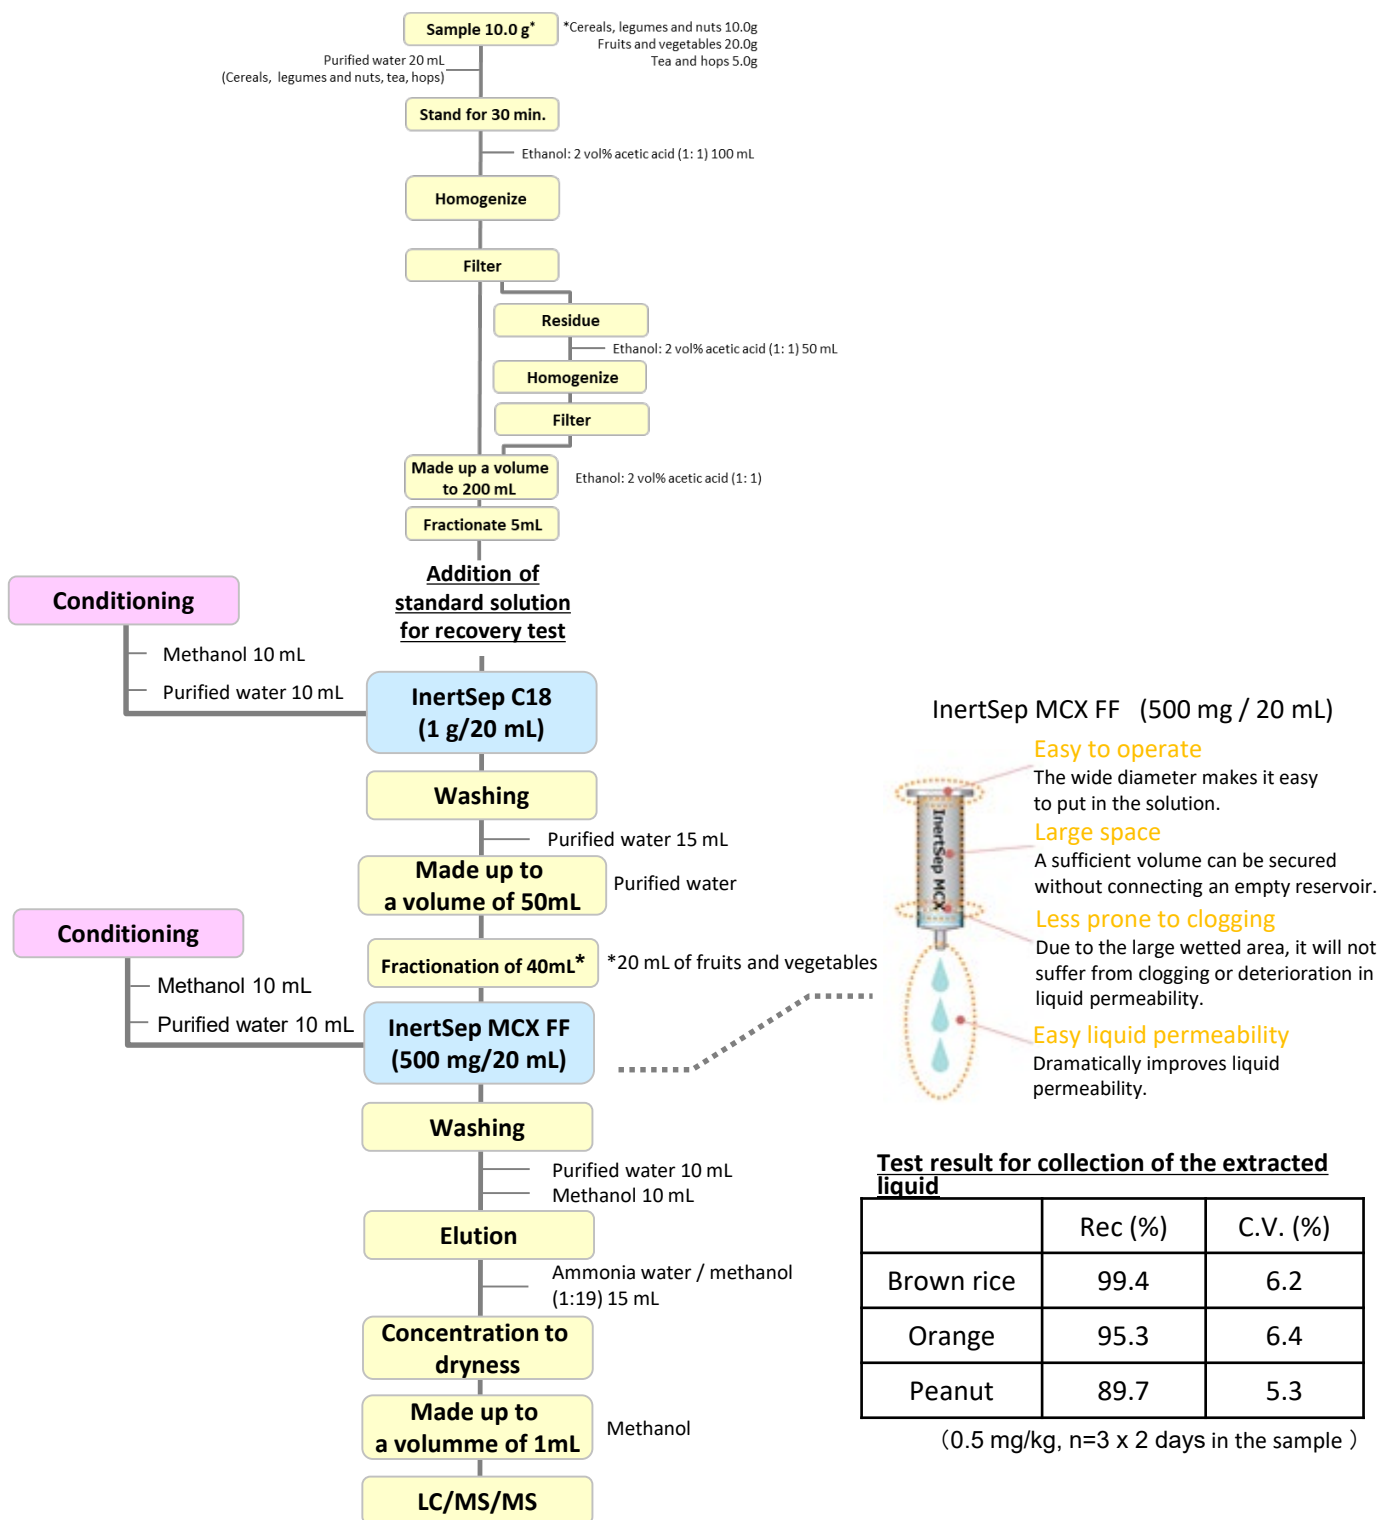 Sample 10.0 g*
*Cereals, legumes and nuts 10.0g
Fruits and vegetables 20.0g
Tea and hops 5.0g
Purified water 20 mL
(Cereals, legumes and nuts, tea, hops)
Stand for 30 min.
Ethanol: 2 vol% acetic acid (1: 1) 100 mL
Homogenize
Filter
Residue
Ethanol: 2 vol% acetic acid (1: 1) 50 mL
Homogenize
Filter
Made up a volume
to 200 mL
Ethanol: 2 vol% acetic acid (1: 1)
Fractionate 5mL
Addition of
standard solution
for recovery test
Conditioning
Methanol 10 mL
Purified water 10 mL
InertSep C18
(1 g/20 mL)
Washing
Purified water 15 mL
Made up to
a volume of 50mL
Purified water
Conditioning
Methanol 10 mL
Purified water 10 mL
Fractionation of 40mL*
*20 mL of fruits and vegetables
InertSep MCX FF
(500 mg/20 mL)
Washing
Purified water 10 mL
Methanol 10 mL
Elution
Ammonia water / methanol
(1:19) 15 mL
Concentration to
dryness
Made up to
a volumme of 1mL
Methanol
LC/MS/MS
InertSep MCX FF (500 mg / 20 mL)
InertSep MCX
Easy to operate
The wide diameter makes it easy
to put in the solution.
Large space
A sufficient volume can be secured
without connecting an empty reservoir.
Less prone to clogging
Due to the large wetted area, it will not
suffer from clogging or deterioration in
liquid permeability.
Easy liquid permeability
Dramatically improves liquid
permeability.
Test result for collection of the extracted
liquid
Rec (%) C.V. (%)
Brown rice 99.4 6.2
Orange 95.3 6.4
Peanut 89.7 5.3
（0.5 mg/kg, n=3 x 2 days in the sample ）